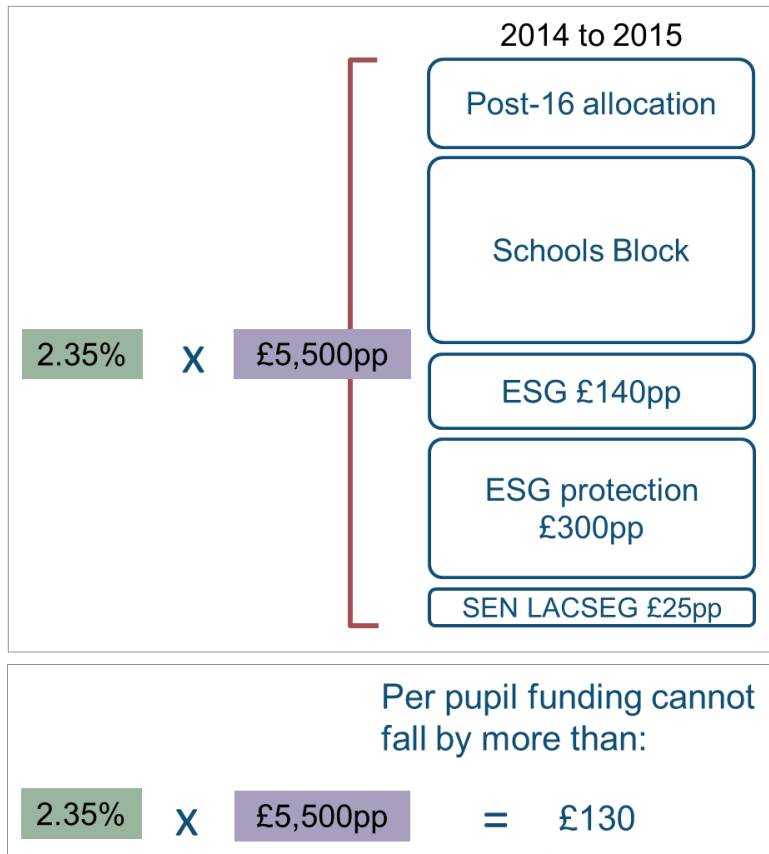 2014 to 2015
Post-16 allocation
Schools Block
2.35% x £5,500pp
ESG £140pp
ESG protection
£300pp
SEN LACSEG £25pp
Per pupil funding cannot
fall by more than:
2.35% x £5,500pp = £130